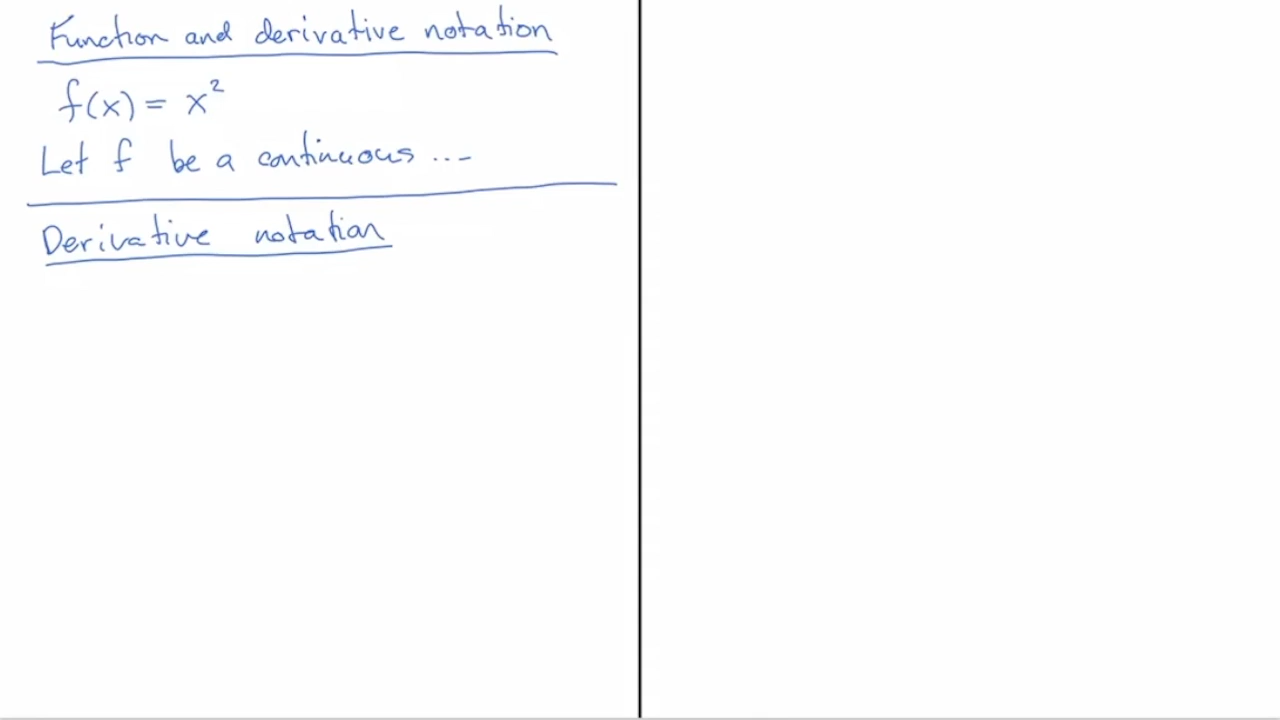 Function and derivative notation
f(x) = x²
Let f be a continuous ...
Derivative notation